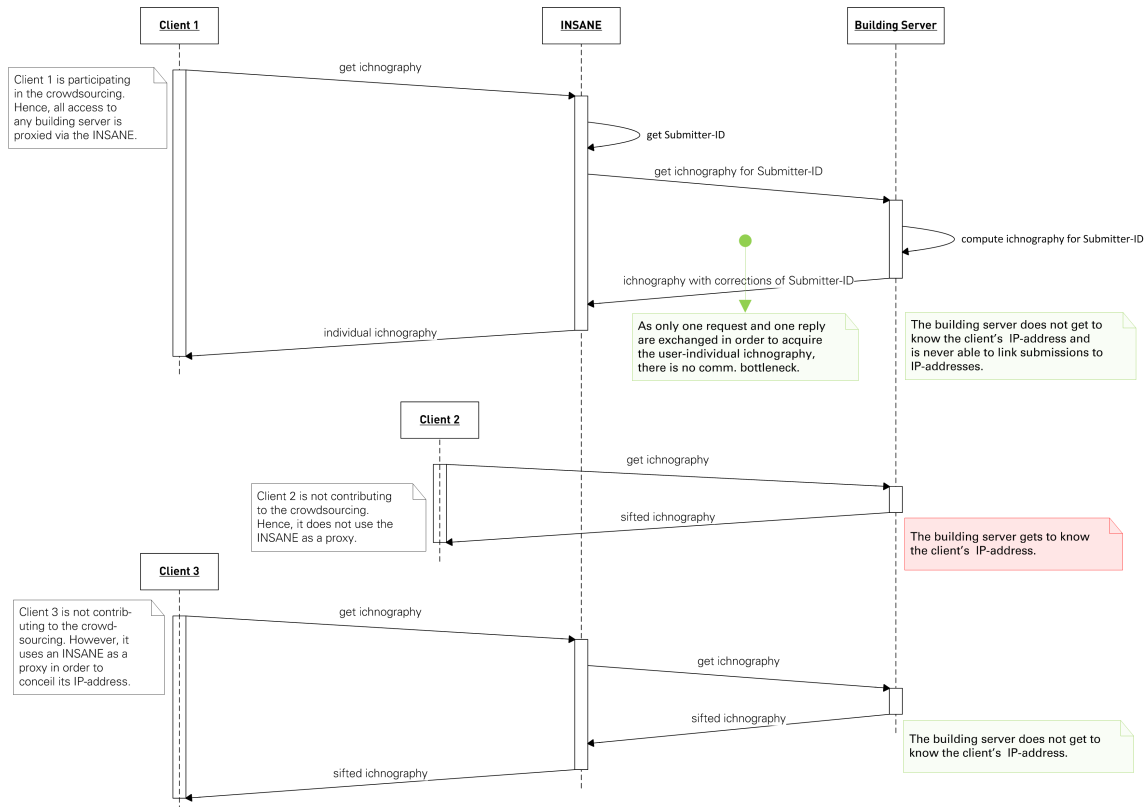 Client 1
INSANE
Building Server
get ichnography
Client 1 is participating
in the crowdsourcing.
Hence, all access to
any building server is
proxied via the INSANE.
get Submitter-ID
get ichnography for Submitter-ID
compute ichnography for Submitter-ID
ichnography with corrections of Submitter-ID
individual ichnography
As only one request and one reply
are exchanged in order to acquire
the user-individual ichnography,
there is no comm. bottleneck.
The building server does not get to
know the client's IP-address and
is never able to link submissions to
IP-addresses.
Client 2
get ichnography
Client 2 is not contributing
to the crowdsourcing.
Hence, it does not use the
INSANE as a proxy.
sifted ichnography
The building server gets to know
the client's IP-address.
Client 3
get ichnography
Client 3 is not contrib-
uting to the crowd-
sourcing. However, it
uses an INSANE as a
proxy in order to
conceil its IP-address.
get ichnography
sifted ichnography
The building server does not get to
know the client's IP-address.
sifted ichnography